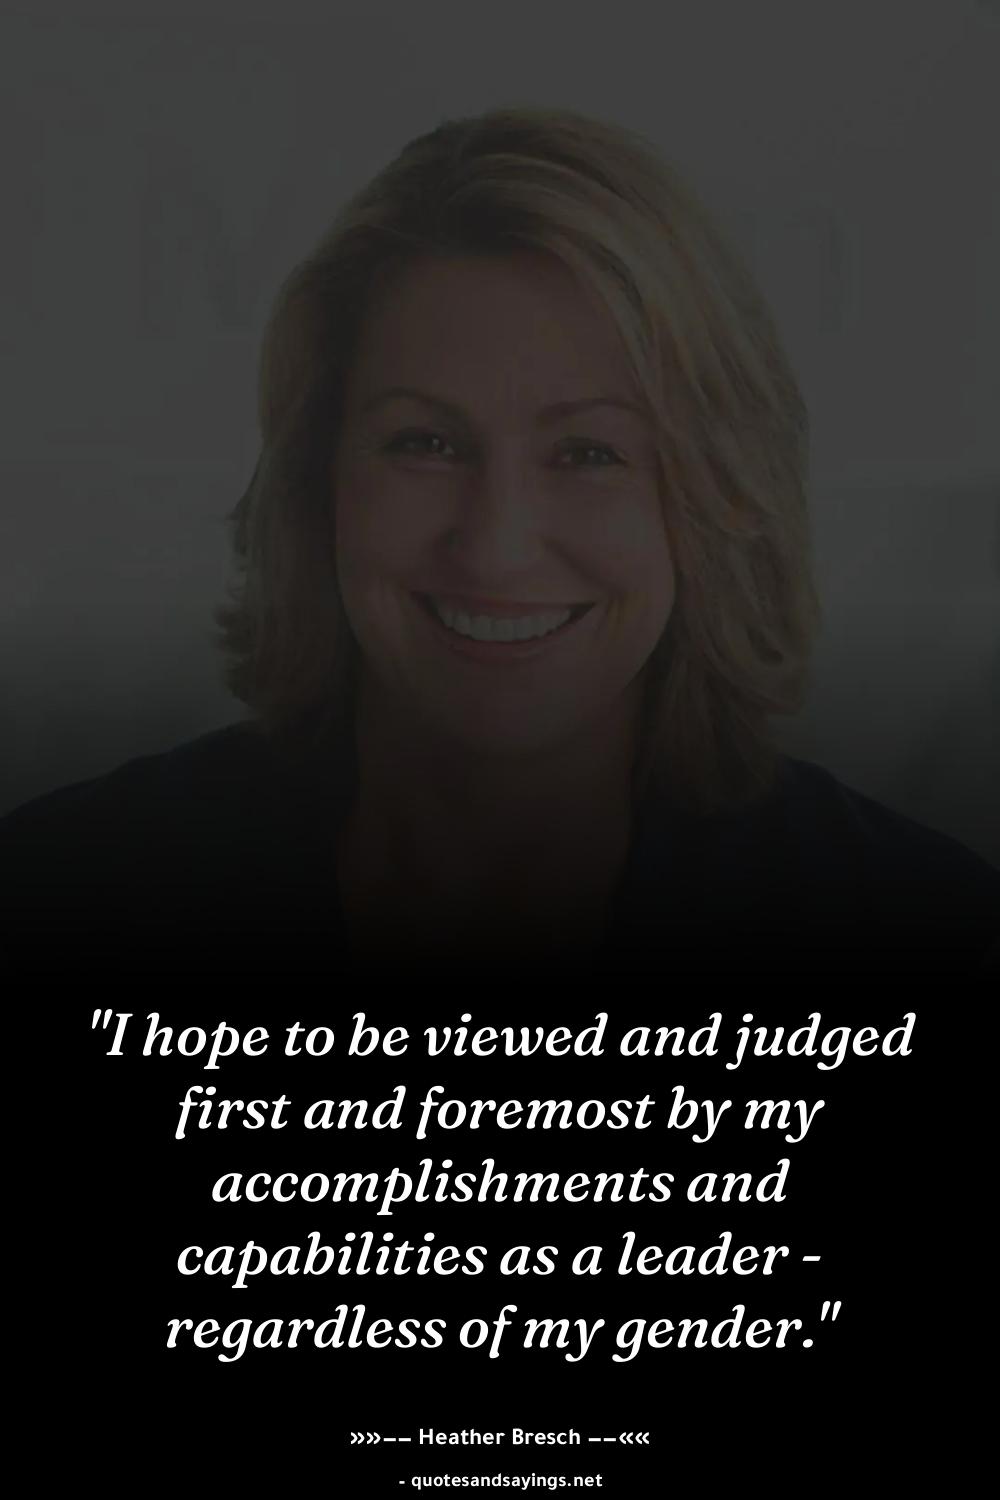 "I hope to be viewed and judged
first and foremost by my
accomplishments and
capabilities as a leader -
regardless of my gender."
»»–– Heather Bresch ––««
- quotesandsayings.net